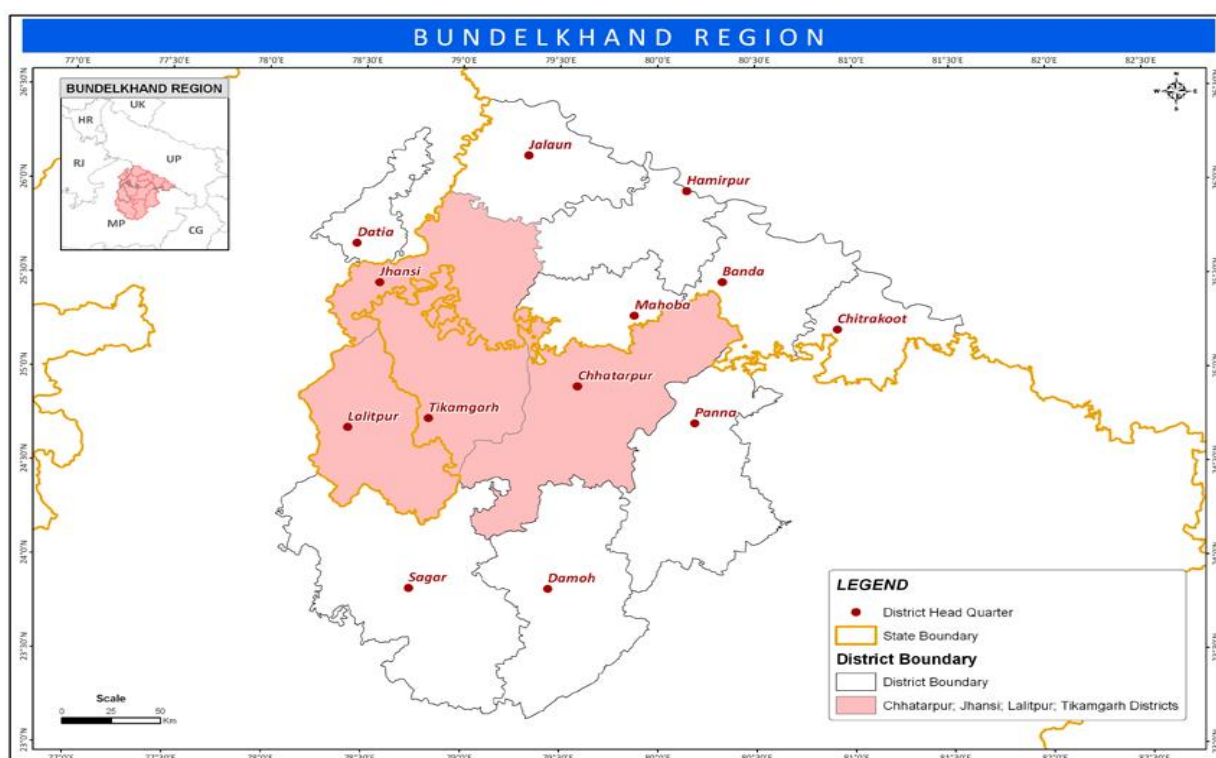 BUNDELKHAND REGION
77°0'E 77°30'E 78°0'E 78°30'E 79°0'E 79°30'E 80°0'E 80°30'E 81°0'E 81°30'E 82°0'E 82°30'E
BUNDELKHAND REGION
UK
HR
RJ
UP
MP
CG
N
W E
S
26°30'N
26°0'N
25°30'N
25°0'N
24°30'N
24°0'N
23°30'N
23°0'N
Jalaun
Hamirpur
Datia
Jhansi
Banda
Mahoba
Chitrakoot
Chhatarpur
Tikamgarh
Lalitpur
Panna
Sagar
Damoh
LEGEND
District Head Quarter
State Boundary
District Boundary
District Boundary
Chhatarpur; Jhansi; Lalitpur; Tikamgarh Districts
Scale
0 25 50
Km